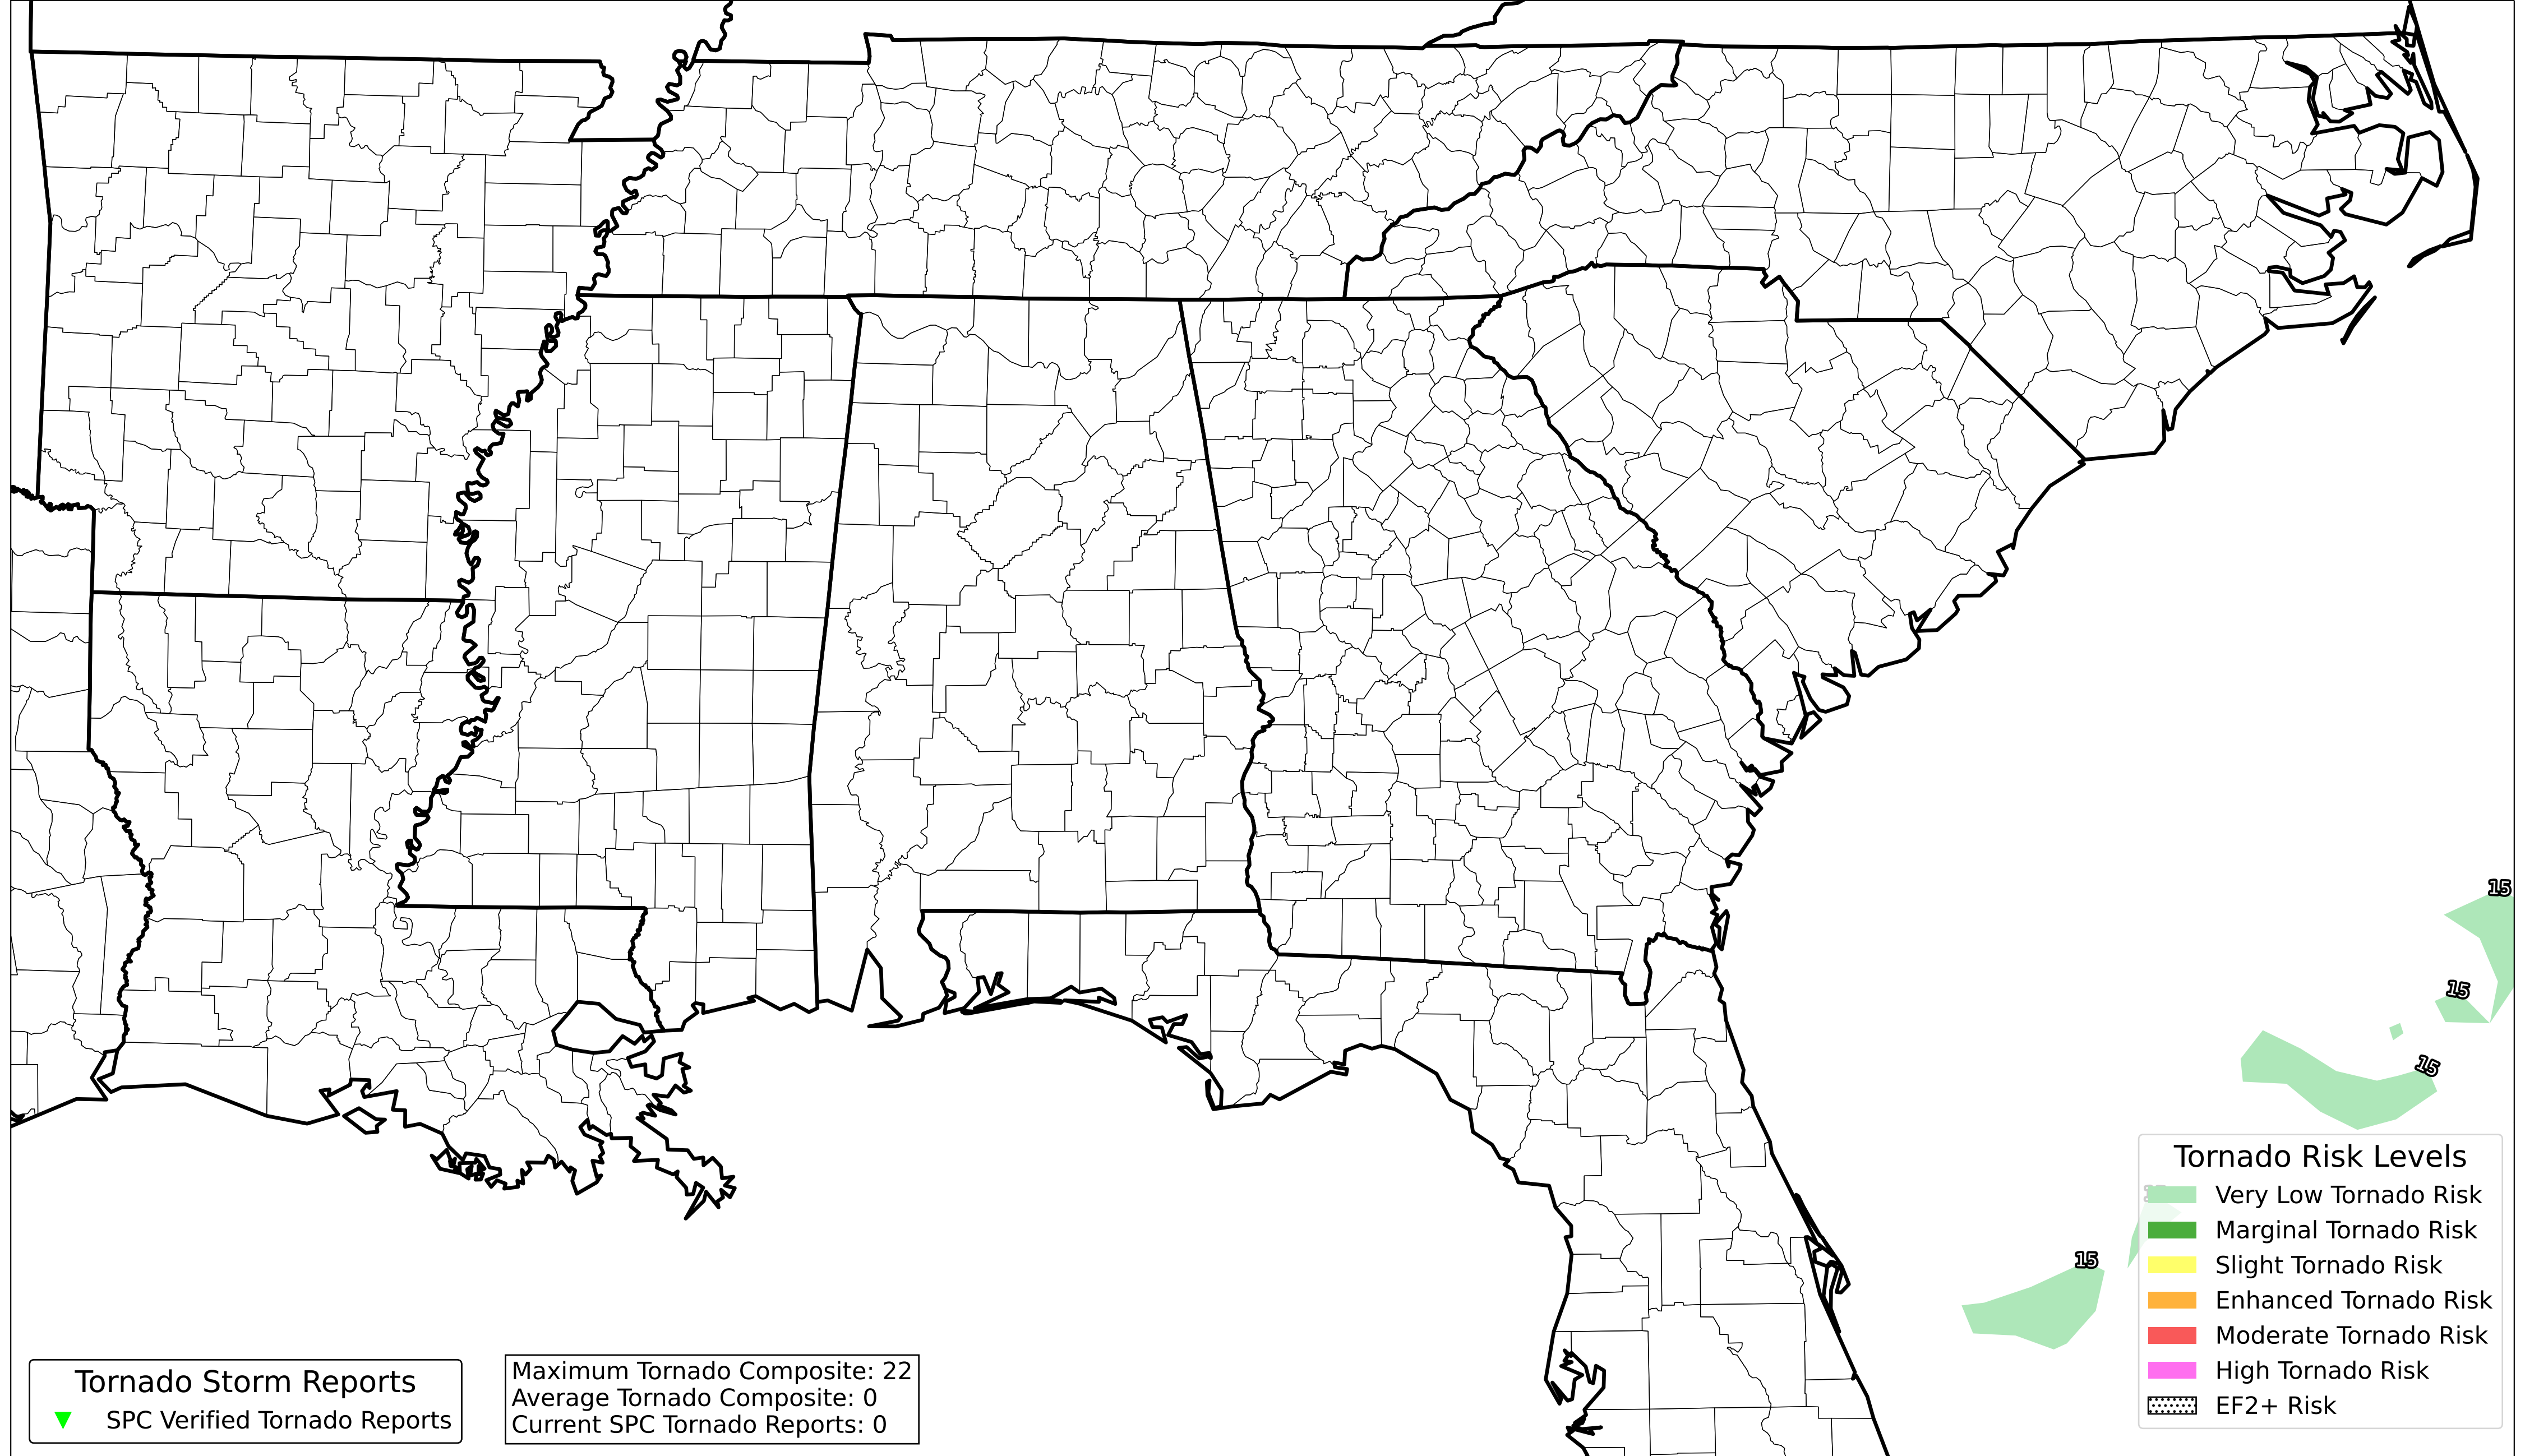 15
15
15
15
Tornado Risk Levels
Very Low Tornado Risk
Marginal Tornado Risk
Slight Tornado Risk
Enhanced Tornado Risk
Moderate Tornado Risk
High Tornado Risk
EF2+ Risk
Tornado Storm Reports
SPC Verified Tornado Reports
Maximum Tornado Composite: 22
Average Tornado Composite: 0
Current SPC Tornado Reports: 0